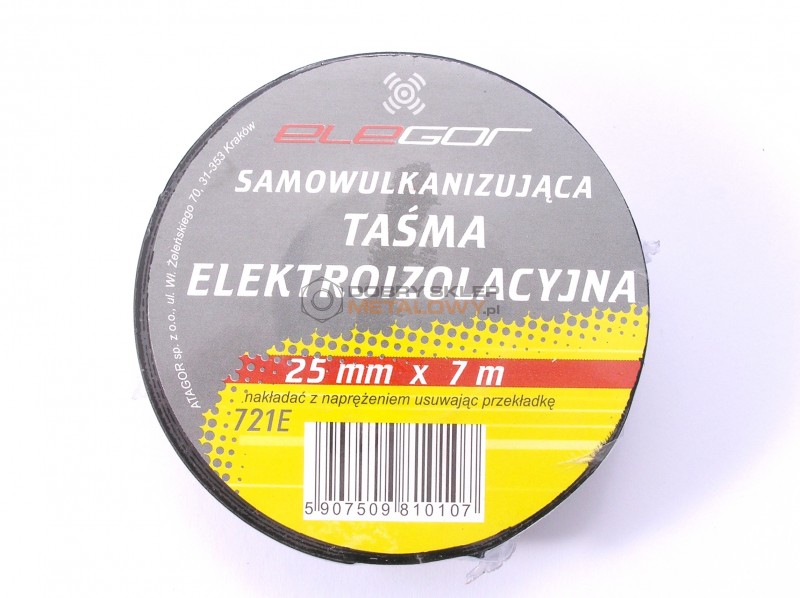 eLeGor
SAMOWULKANIZUJĄCA
TAŚMA
ELEKTROIZOLACYJNA
DOBRY SKLEP
METALOWY.pl
25 mm x 7 m
nakładać z naprężeniem usuwając przekładkę
721E
5 907509 810107
ATAGOR sp. z o.o., ul. Wł. Żeleńskiego 70, 31-353 Kraków